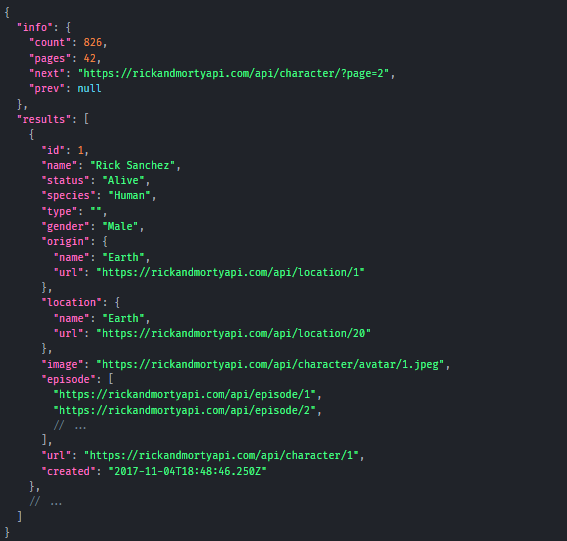 {
  "info": {
    "count": 826,
    "pages": 42,
    "next": "https://rickandmortyapi.com/api/character/?page=2",
    "prev": null
  },
  "results": [
    {
      "id": 1,
      "name": "Rick Sanchez",
      "status": "Alive",
      "species": "Human",
      "type": "",
      "gender": "Male",
      "origin": {
        "name": "Earth",
        "url": "https://rickandmortyapi.com/api/location/1"
      },
      "location": {
        "name": "Earth",
        "url": "https://rickandmortyapi.com/api/location/20"
      },
      "image": "https://rickandmortyapi.com/api/character/avatar/1.jpeg",
      "episode": [
        "https://rickandmortyapi.com/api/episode/1",
        "https://rickandmortyapi.com/api/episode/2",
        // ...
      ],
      "url": "https://rickandmortyapi.com/api/character/1",
      "created": "2017-11-04T18:48:46.250Z"
    },
    // ...
  ]
}